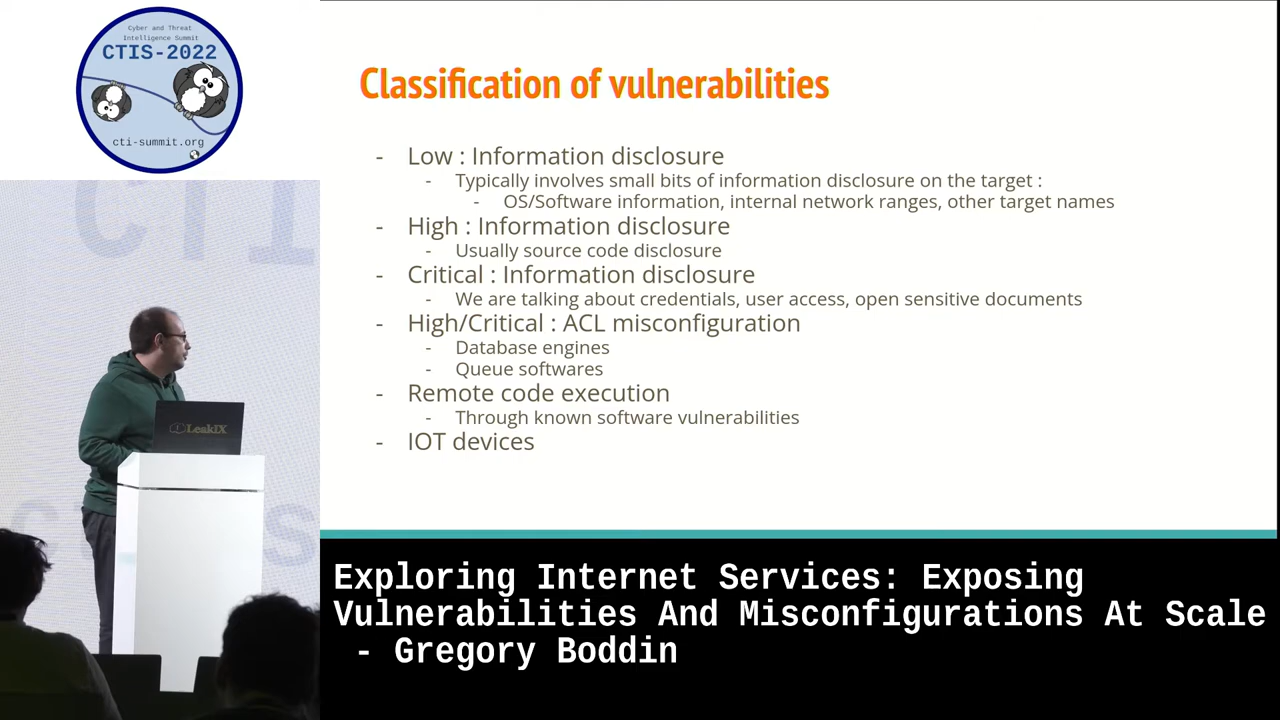 Cyber and Threat
Intelligence Summit
CTIS-2022
cti-summit.org
Classification of vulnerabilities
- Low : Information disclosure
- Typically involves small bits of information disclosure on the target :
- OS/Software information, internal network ranges, other target names
- High : Information disclosure
- Usually source code disclosure
- Critical : Information disclosure
- We are talking about credentials, user access, open sensitive documents
- High/Critical : ACL misconfiguration
- Database engines
- Queue softwares
- Remote code execution
- Through known software vulnerabilities
- IOT devices
CTI
LeakIX
Exploring Internet Services: Exposing
Vulnerabilities And Misconfigurations At Scale
- Gregory Boddin